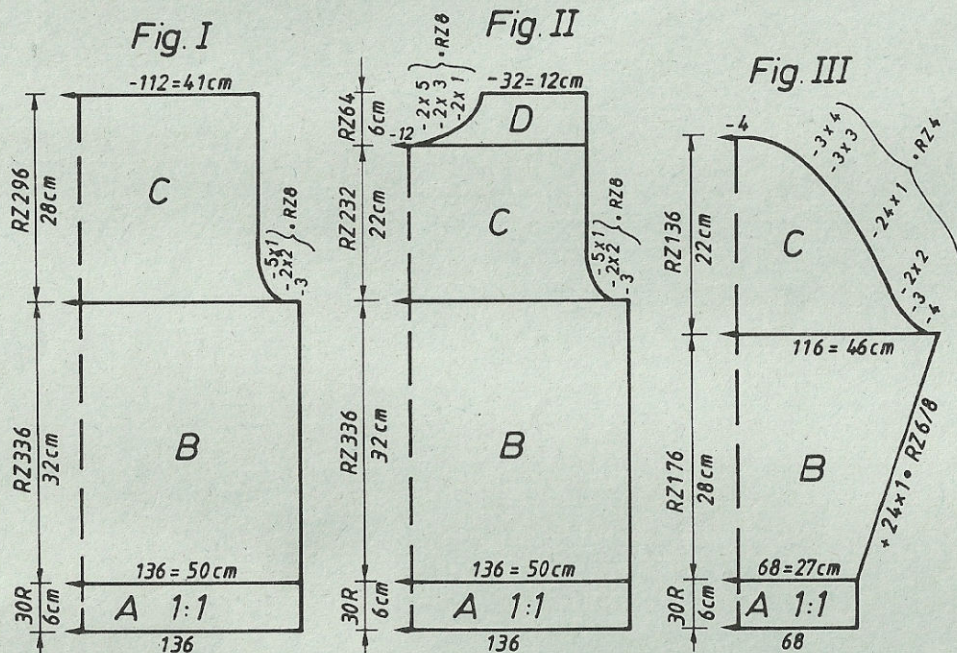 Fig. I
-112=41cm
RZ296
28cm
C
-5x1
-2x2
} • RZ8
-3
RZ336
32cm
B
136=50cm
30R
6cm
A 1:1
136
Fig. II
-2x5
-2x3
-2x1
} • RZ8
-32=12cm
RZ64
6cm
-12
D
RZ232
22cm
C
-5x1
-2x2
} • RZ8
-3
RZ336
32cm
B
136=50cm
30R
6cm
A 1:1
136
Fig. III
-4
-3x4
-3x3
-24x1
• RZ4
-2x2
-3
-4
RZ136
22cm
C
116=46cm
RZ176
28cm
B
+24x1• RZ6/8
68=27cm
30R
6cm
A 1:1
68